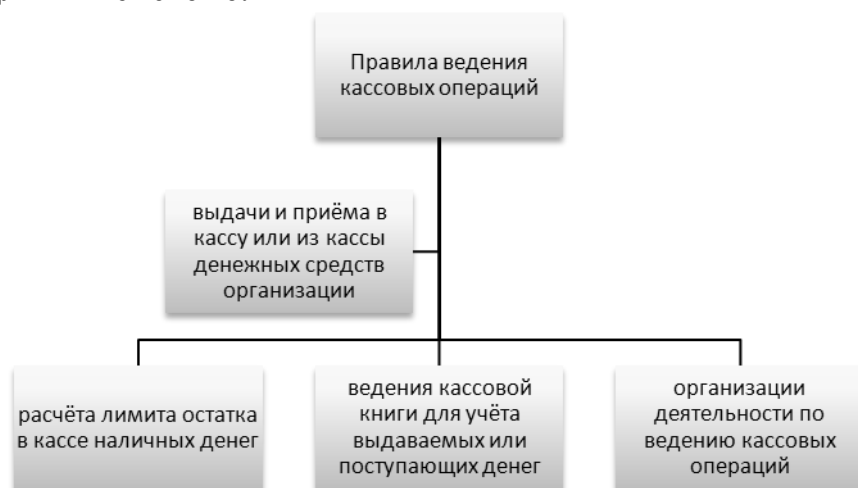 Правила ведения
кассовых операций
выдачи и приёма в
кассу или из кассы
денежных средств
организации
расчёта лимита остатка
в кассе наличных денег
ведения кассовой
книги для учёта
выдаваемых или
поступающих денег
организации
деятельности по
ведению кассовых
операций